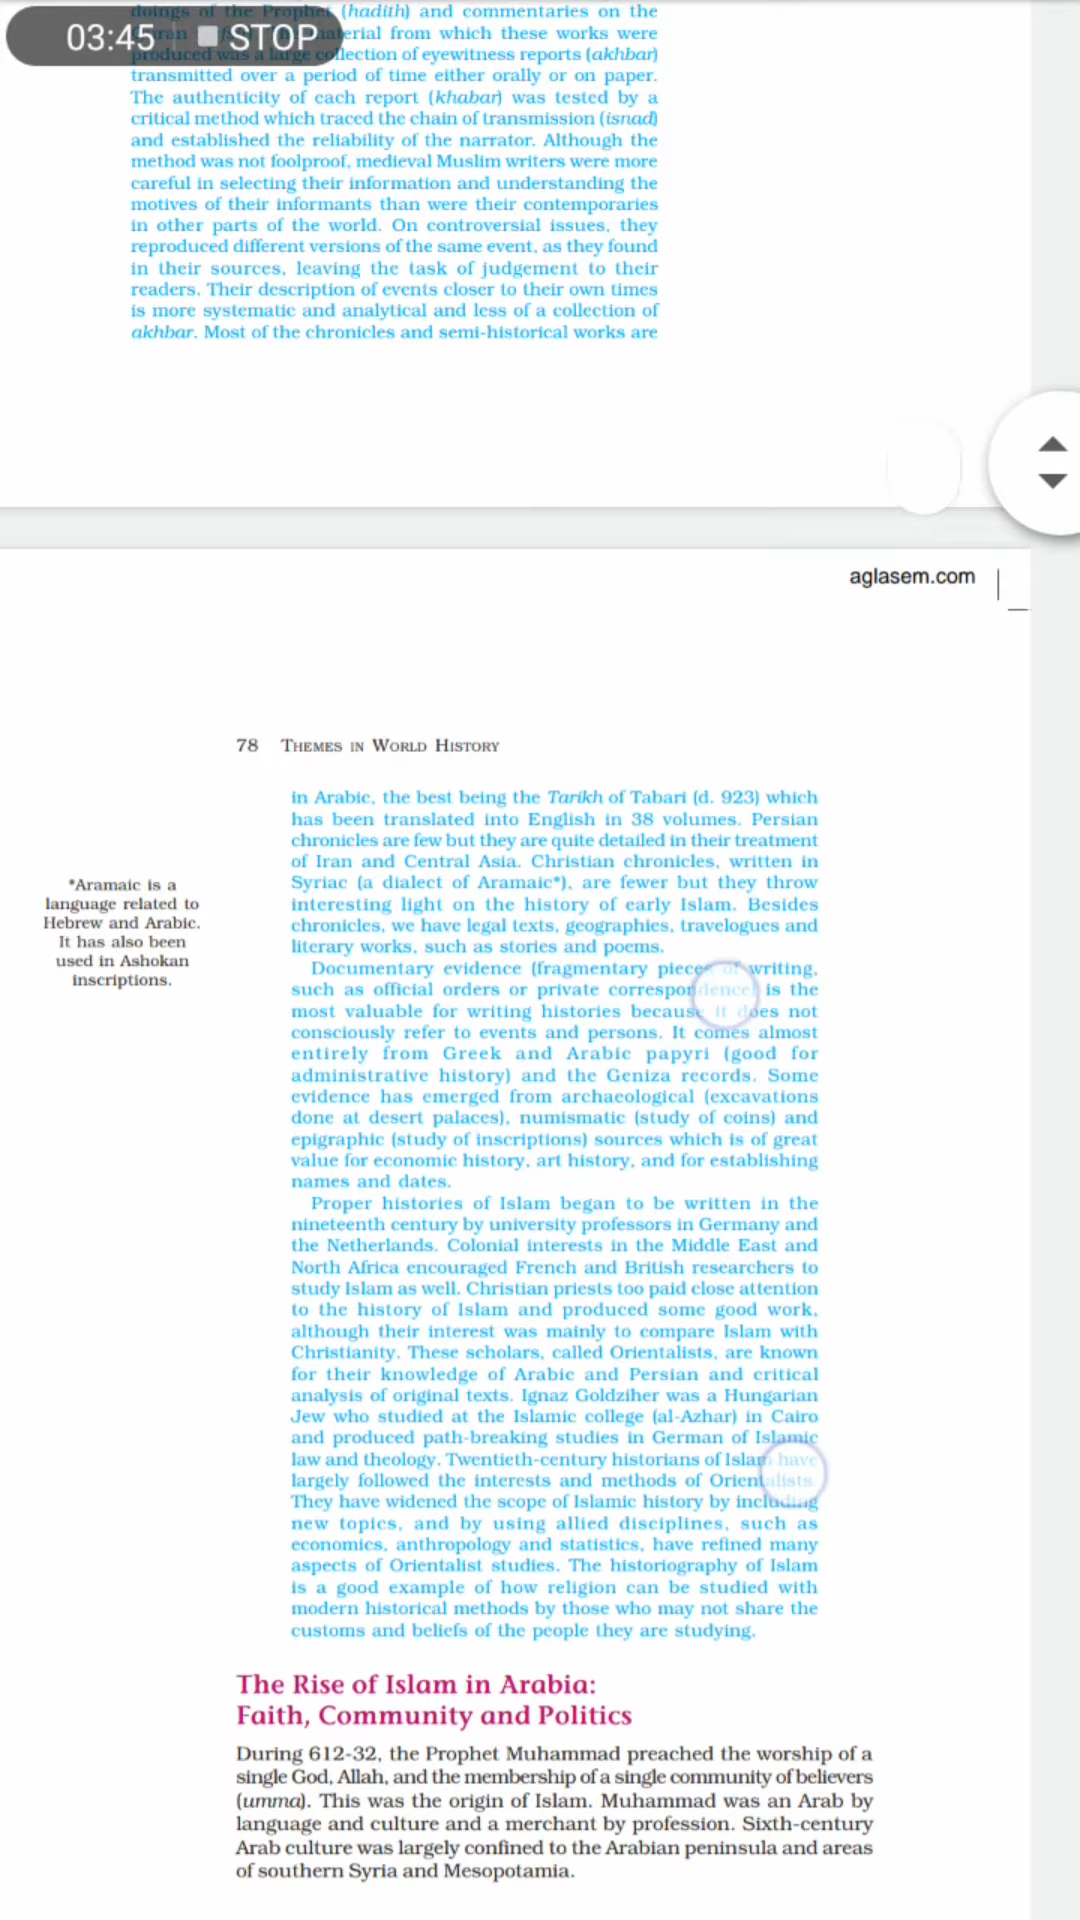 03:45 STOP
doings of the Prophet (hadith) and commentaries on the
material from which these works were
produced was a large collection of eyewitness reports (akhbar)
transmitted over a period of time either orally or on paper.
The authenticity of each report (khabar) was tested by a
critical method which traced the chain of transmission (isnad)
and established the reliability of the narrator. Although the
method was not foolproof, medieval Muslim writers were more
careful in selecting their information and understanding the
motives of their informants than were their contemporaries
in other parts of the world. On controversial issues, they
reproduced different versions of the same event, as they found
in their sources, leaving the task of judgement to their
readers. Their description of events closer to their own times
is more systematic and analytical and less of a collection of
akhbar. Most of the chronicles and semi-historical works are
aglasem.com
78 THEMES IN WORLD HISTORY
in Arabic, the best being the Tarikh of Tabari (d. 923) which
has been translated into English in 38 volumes. Persian
chronicles are few but they are quite detailed in their treatment
of Iran and Central Asia. Christian chronicles, written in
Syriac (a dialect of Aramaic*), are fewer but they throw
interesting light on the history of early Islam. Besides
chronicles, we have legal texts, geographies, travelogues and
literary works, such as stories and poems.
*Aramaic is a
language related to
Hebrew and Arabic.
It has also been
used in Ashokan
inscriptions.
Documentary evidence (fragmentary pieces of writing,
such as official orders or private correspondence) is the
most valuable for writing histories because it does not
consciously refer to events and persons. It comes almost
entirely from Greek and Arabic papyri (good for
administrative history) and the Geniza records. Some
evidence has emerged from archaeological (excavations
done at desert palaces), numismatic (study of coins) and
epigraphic (study of inscriptions) sources which is of great
value for economic history, art history, and for establishing
names and dates.
Proper histories of Islam began to be written in the
nineteenth century by university professors in Germany and
the Netherlands. Colonial interests in the Middle East and
North Africa encouraged French and British researchers to
study Islam as well. Christian priests too paid close attention
to the history of Islam and produced some good work,
although their interest was mainly to compare Islam with
Christianity. These scholars, called Orientalists, are known
for their knowledge of Arabic and Persian and critical
analysis of original texts. Ignaz Goldziher was a Hungarian
Jew who studied at the Islamic college (al-Azhar) in Cairo
and produced path-breaking studies in German of Islamic
law and theology. Twentieth-century historians of Islam have
largely followed the interests and methods of Orientalists.
They have widened the scope of Islamic history by including
new topics, and by using allied disciplines, such as
economics, anthropology and statistics, have refined many
aspects of Orientalist studies. The historiography of Islam
is a good example of how religion can be studied with
modern historical methods by those who may not share the
customs and beliefs of the people they are studying.
The Rise of Islam in Arabia:
Faith, Community and Politics
During 612-32, the Prophet Muhammad preached the worship of a
single God, Allah, and the membership of a single community of believers
(umma). This was the origin of Islam. Muhammad was an Arab by
language and culture and a merchant by profession. Sixth-century
Arab culture was largely confined to the Arabian peninsula and areas
of southern Syria and Mesopotamia.